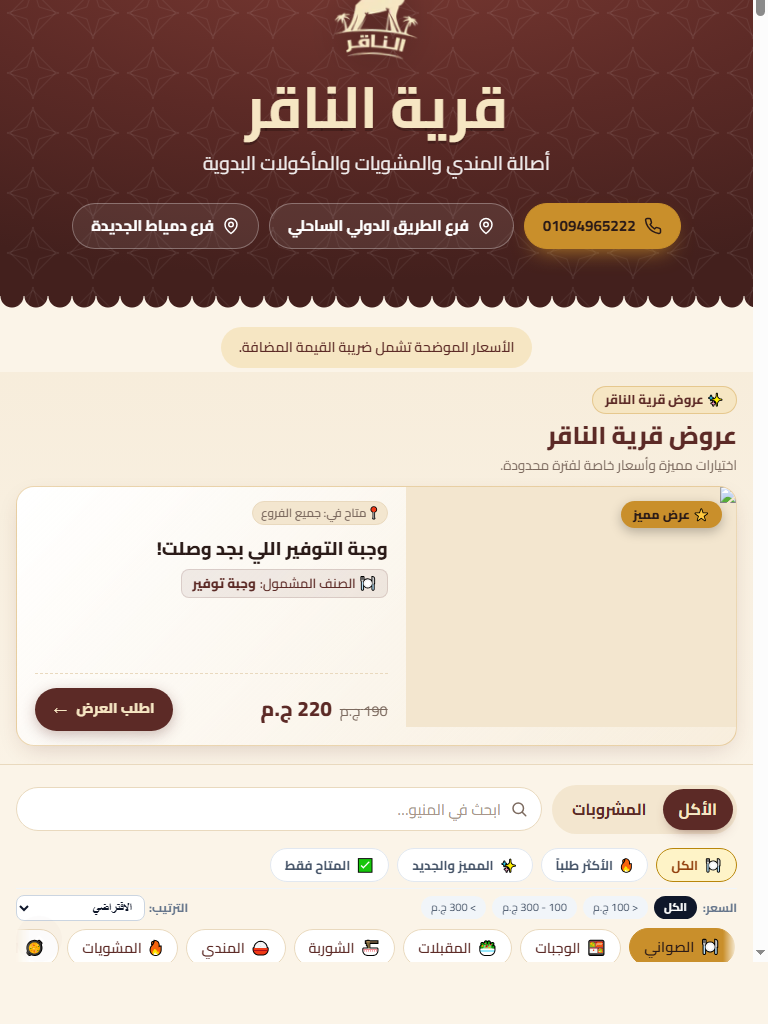 الناقر
قرية الناقر
أصالة المندي والمشويات والمأكولات البدوية
01094965222
فرع الطريق الدولي الساحلي
فرع دمياط الجديدة
الأسعار الموضحة تشمل ضريبة القيمة المضافة.
✨ عروض قرية الناقر
عروض قرية الناقر
اختيارات مميزة وأسعار خاصة لفترة محدودة.
عرض مميز
📍 متاح في: جميع الفروع
وجبة التوفير اللي بجد وصلت!
🍽️ الصنف المشمول: وجبة توفير
190 ج.م 220 ج.م
اطلب العرض ←
الأكل
المشروبات
ابحث في المنيو...
🍽️ الكل
🔥 الأكثر طلباً
✨ المميز والجديد
✅ المتاح فقط
السعر: الكل < 100 ج.م 100 - 300 ج.م > 300 ج.م
الترتيب: الافتراضي
🍽️ الصواني
🍱 الوجبات
🥗 المقبلات
🍜 الشوربة
🍚 المندي
🔥 المشويات
🥘